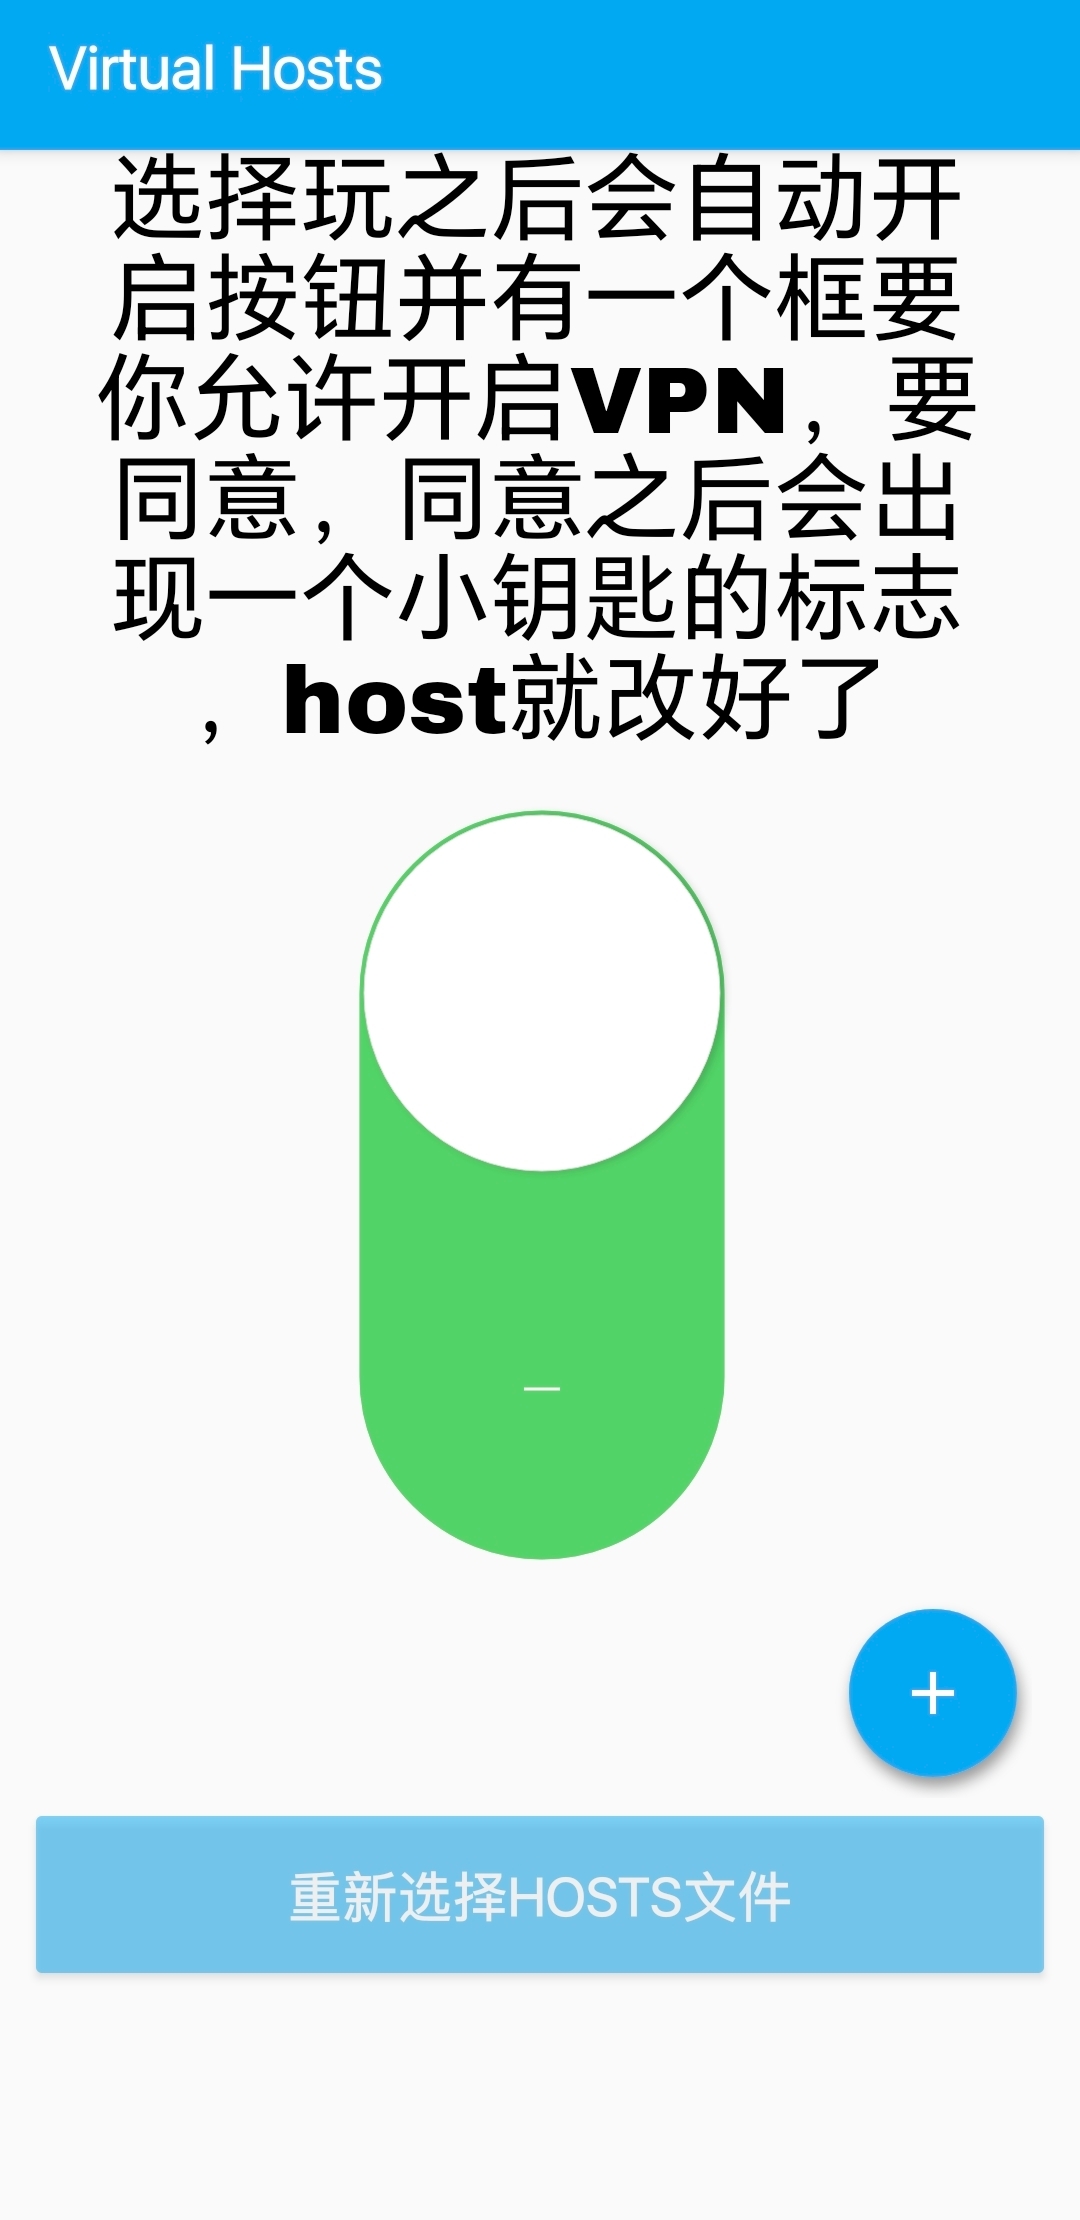 Virtual Hosts
选择玩之后会自动开
启按钮并有一个框要
你允许开启VPN，要
同意，同意之后会出
现一个小钥匙的标志
，host就改好了
重新选择HOSTS文件